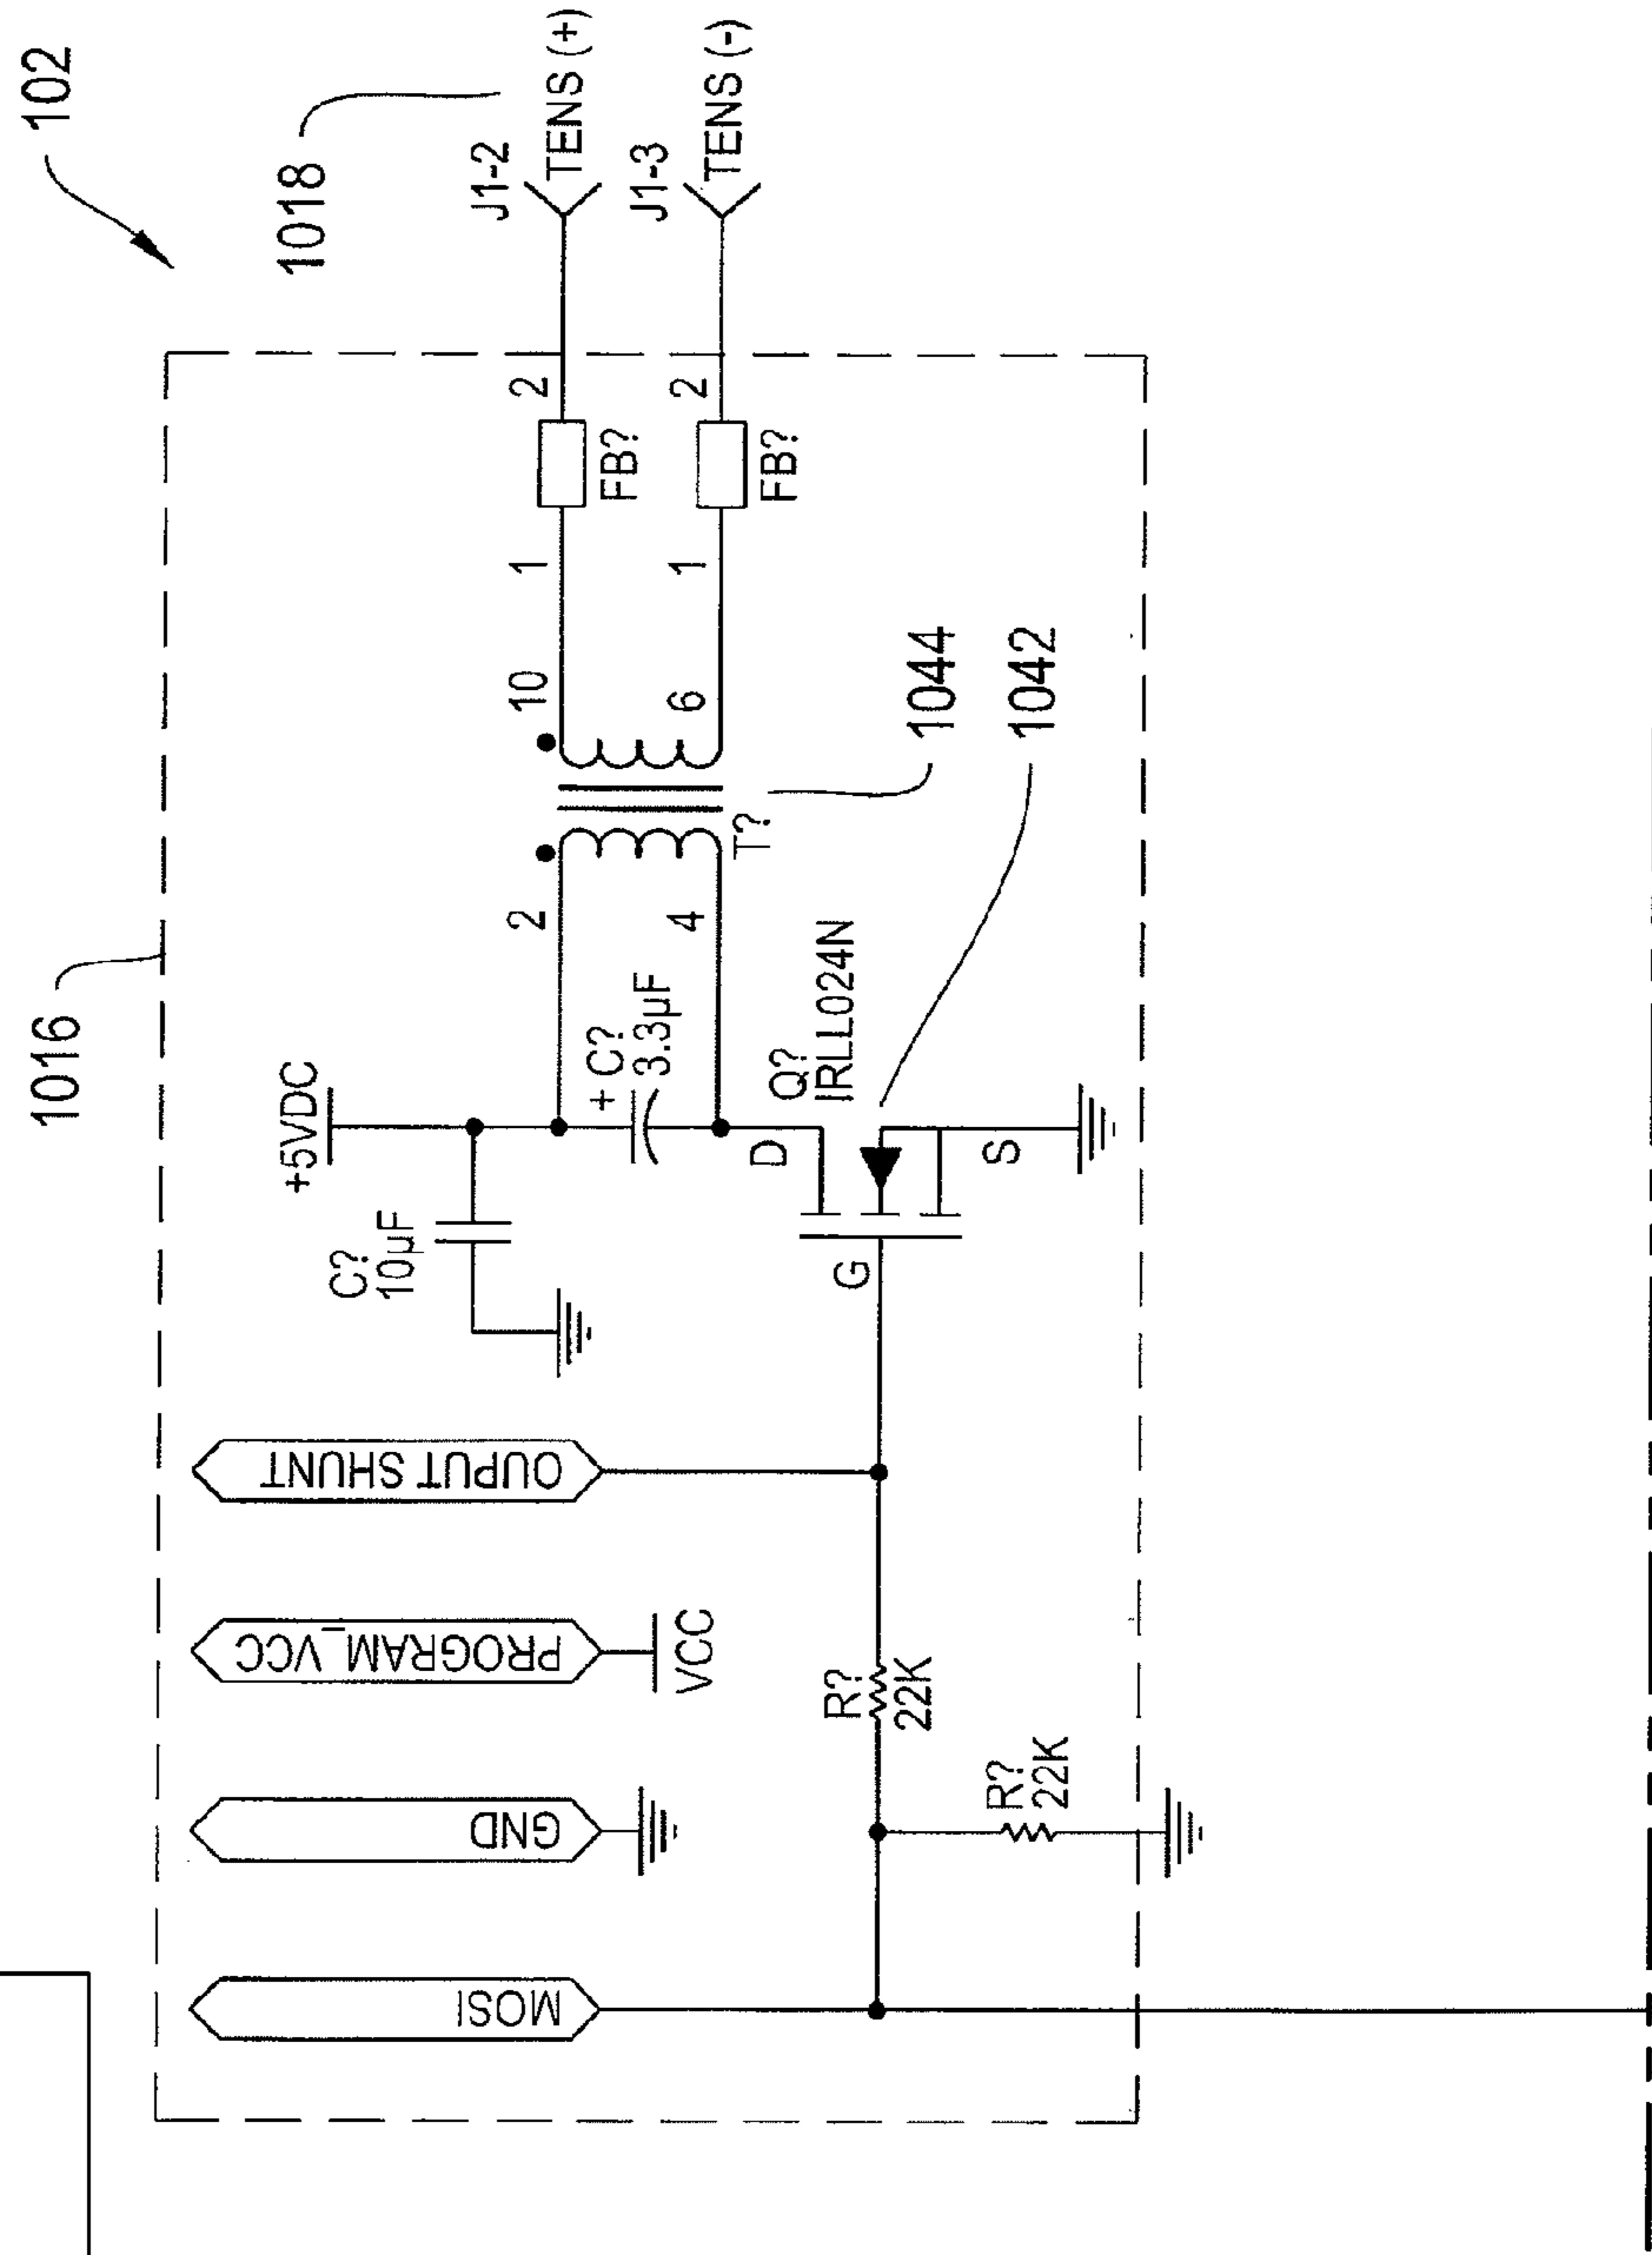 102
1018
J1-2
TENS (+)
J1-3
TENS (-)
1016
2
FB?
1
10
2
FB?
1
6
T?
2
4
1044
1042
+5VDC
C?
10µF
+ C?
3.3µF
Q?
IRLL024N
D
G
S
OUPUT SHUNT
PROGRAM_VCC
VCC
GND
MOSI
R?
22K
R?
22K